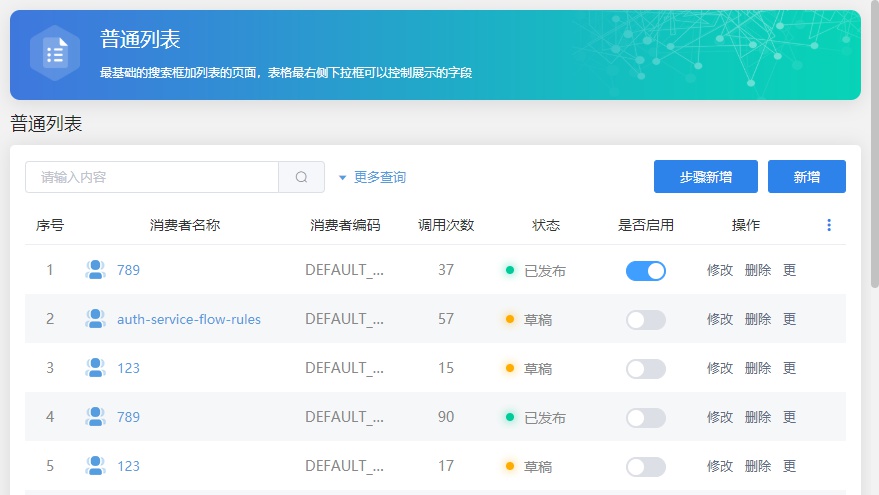 普通列表
最基础的搜索框加列表的页面，表格最右侧下拉框可以控制展示的字段
普通列表
请输入内容 更多查询 步骤新增 新增
序号 消费者名称 消费者编码 调用次数 状态 是否启用 操作
1 789 DEFAULT_... 37 已发布 修改 删除 更
2 auth-service-flow-rules DEFAULT_... 57 草稿 修改 删除 更
3 123 DEFAULT_... 15 草稿 修改 删除 更
4 789 DEFAULT_... 90 已发布 修改 删除 更
5 123 DEFAULT_... 17 草稿 修改 删除 更